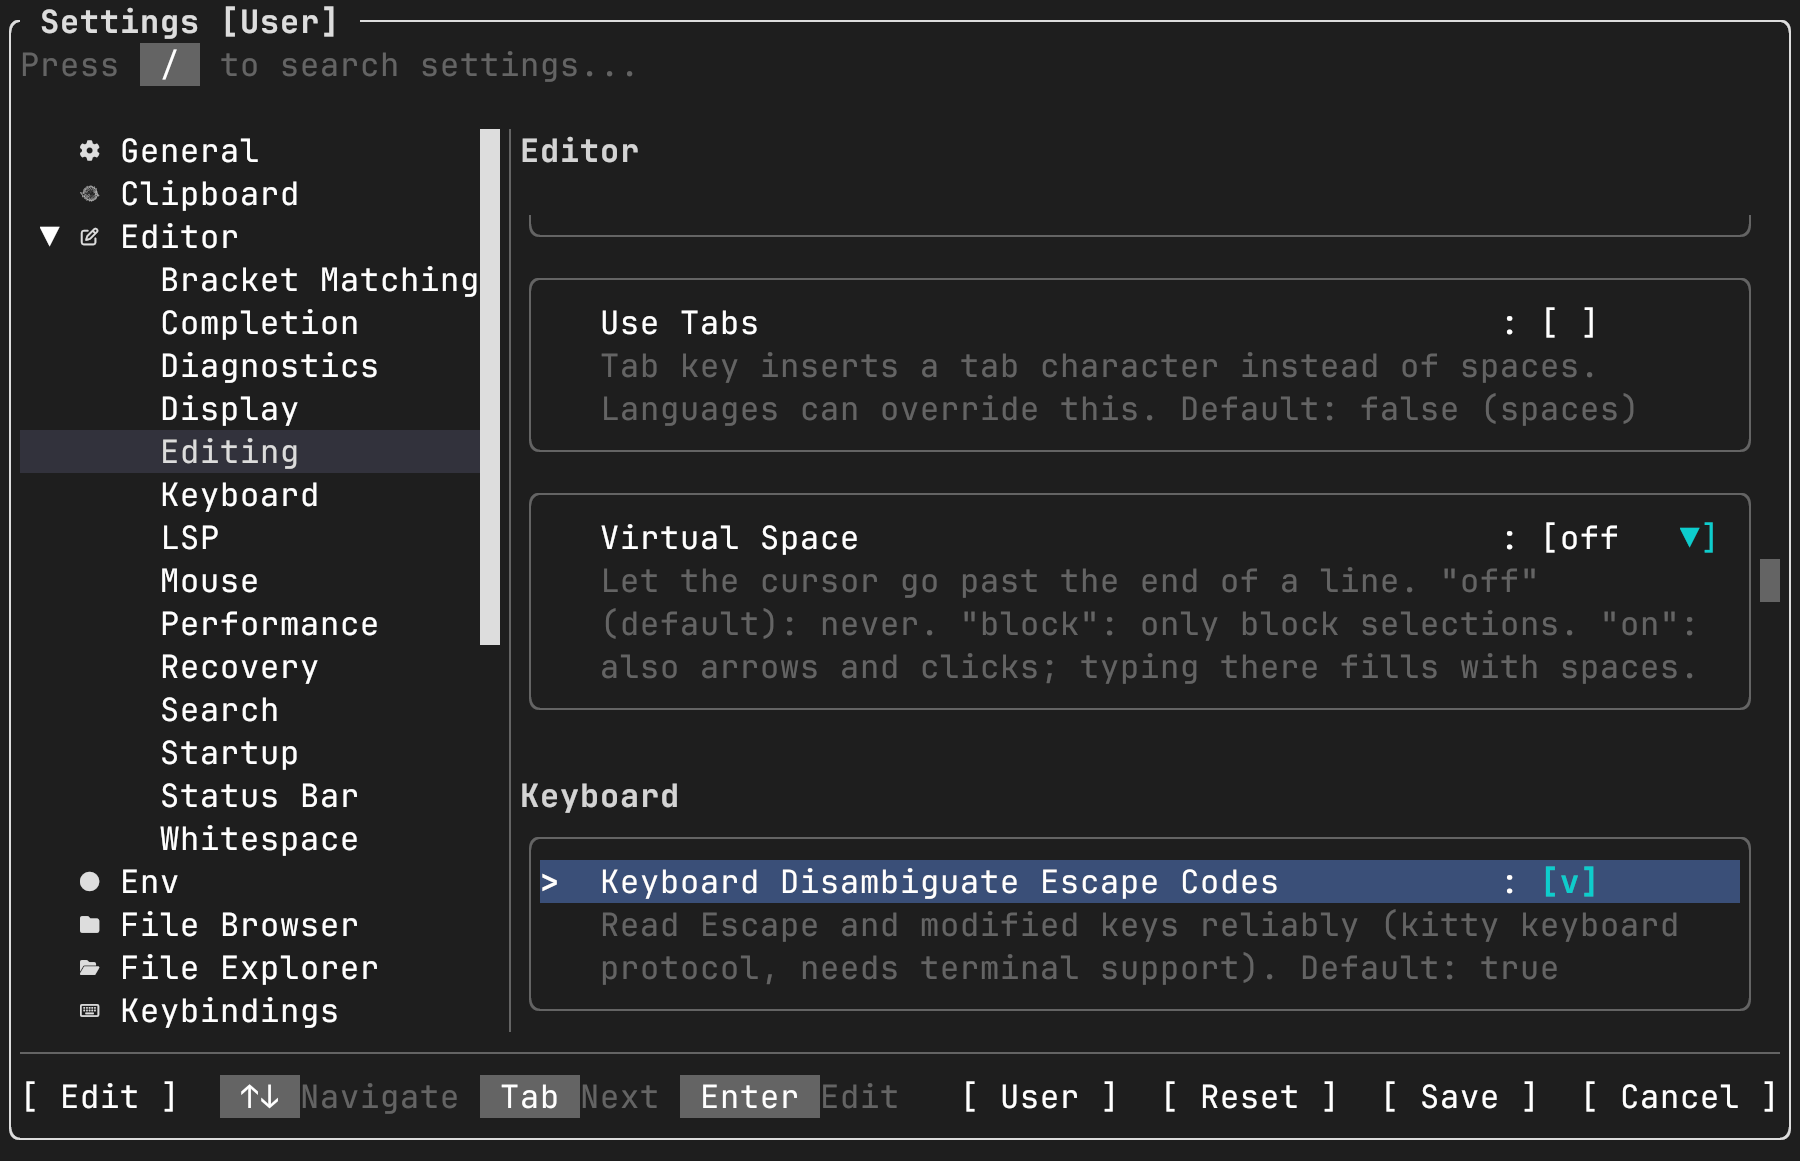 Settings [User]
Press / to search settings...
General
Clipboard
▼ Editor
Bracket Matching
Completion
Diagnostics
Display
Editing
Keyboard
LSP
Mouse
Performance
Recovery
Search
Startup
Status Bar
Whitespace
Env
File Browser
File Explorer
Keybindings
Editor
Use Tabs : [ ]
Tab key inserts a tab character instead of spaces.
Languages can override this. Default: false (spaces)
Virtual Space : [off ▼]
Let the cursor go past the end of a line. "off"
(default): never. "block": only block selections. "on":
also arrows and clicks; typing there fills with spaces.
Keyboard
> Keyboard Disambiguate Escape Codes : [v]
Read Escape and modified keys reliably (kitty keyboard
protocol, needs terminal support). Default: true
[ Edit ] ↑↓ Navigate Tab Next Enter Edit [ User ] [ Reset ] [ Save ] [ Cancel ]